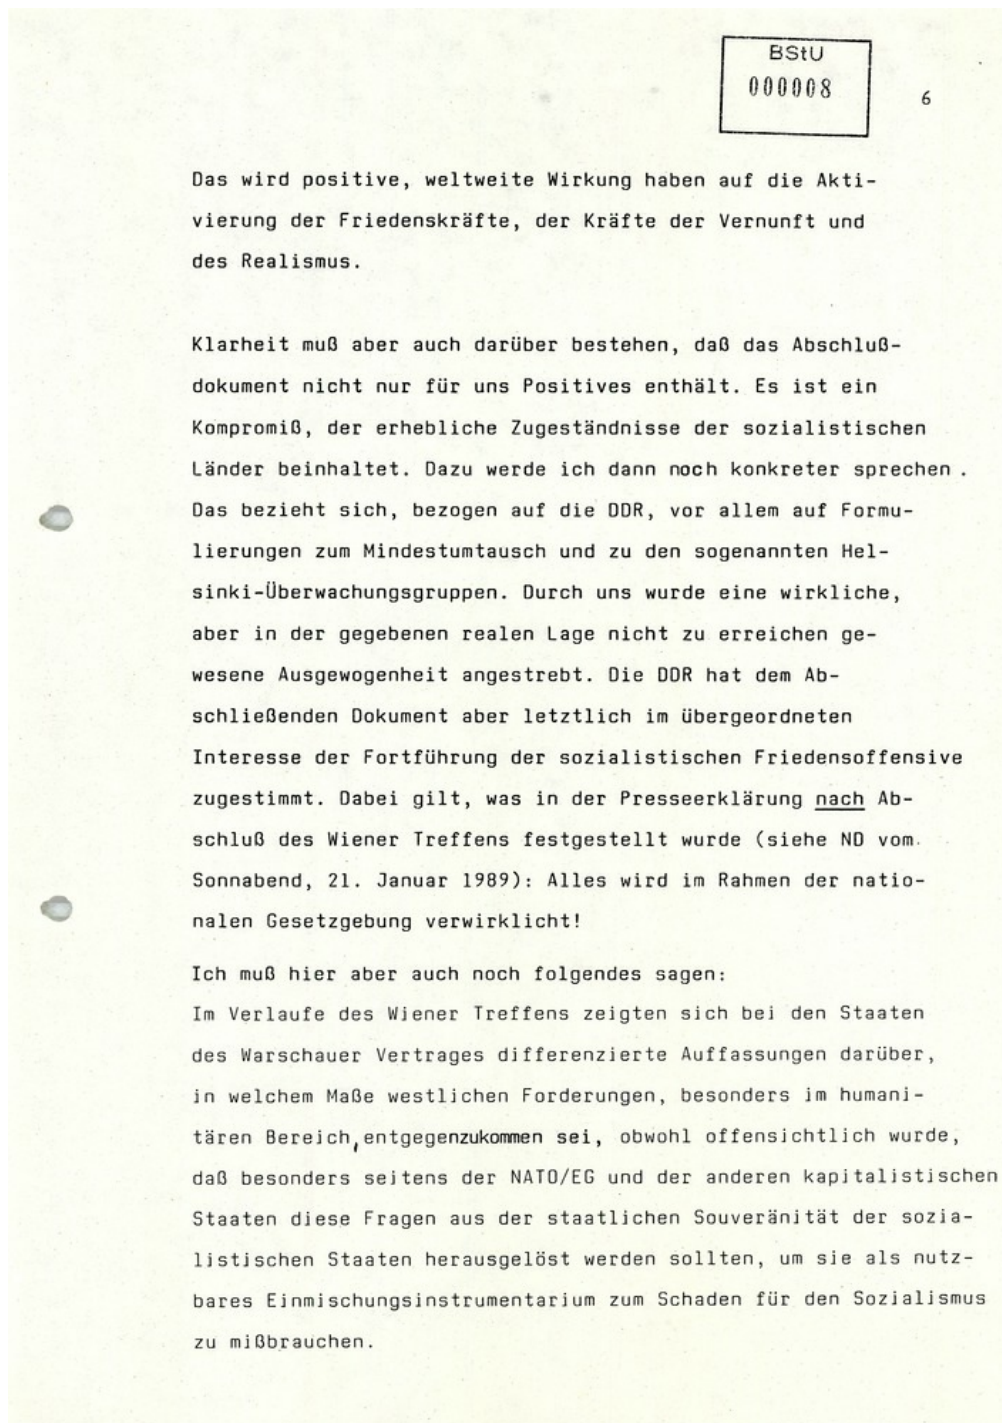 BStU
000008
6
Das wird positive, weltweite Wirkung haben auf die Akti-
vierung der Friedenskräfte, der Kräfte der Vernunft und
des Realismus.
Klarheit muß aber auch darüber bestehen, daß das Abschluß-
dokument nicht nur für uns Positives enthält. Es ist ein
Kompromiß, der erhebliche Zugeständnisse der sozialistischen
Länder beinhaltet. Dazu werde ich dann noch konkreter sprechen.
Das bezieht sich, bezogen auf die DDR, vor allem auf Formu-
lierungen zum Mindestumtausch und zu den sogenannten Hel-
sinki-Überwachungsgruppen. Durch uns wurde eine wirkliche,
aber in der gegebenen realen Lage nicht zu erreichen ge-
wesene Ausgewogenheit angestrebt. Die DDR hat dem Ab-
schließenden Dokument aber letztlich im übergeordneten
Interesse der Fortführung der sozialistischen Friedensoffensive
zugestimmt. Dabei gilt, was in der Presseerklärung nach Ab-
schluß des Wiener Treffens festgestellt wurde (siehe ND vom
Sonnabend, 21. Januar 1989): Alles wird im Rahmen der natio-
nalen Gesetzgebung verwirklicht!
Ich muß hier aber auch noch folgendes sagen:
Im Verlaufe des Wiener Treffens zeigten sich bei den Staaten
des Warschauer Vertrages differenzierte Auffassungen darüber,
in welchem Maße westlichen Forderungen, besonders im humani-
tären Bereich, entgegenzukommen sei, obwohl offensichtlich wurde,
daß besonders seitens der NATO/EG und der anderen kapitalistischen
Staaten diese Fragen aus der staatlichen Souveränität der sozia-
listischen Staaten herausgelöst werden sollten, um sie als nutz-
bares Einmischungsinstrumentarium zum Schaden für den Sozialismus
zu mißbrauchen.